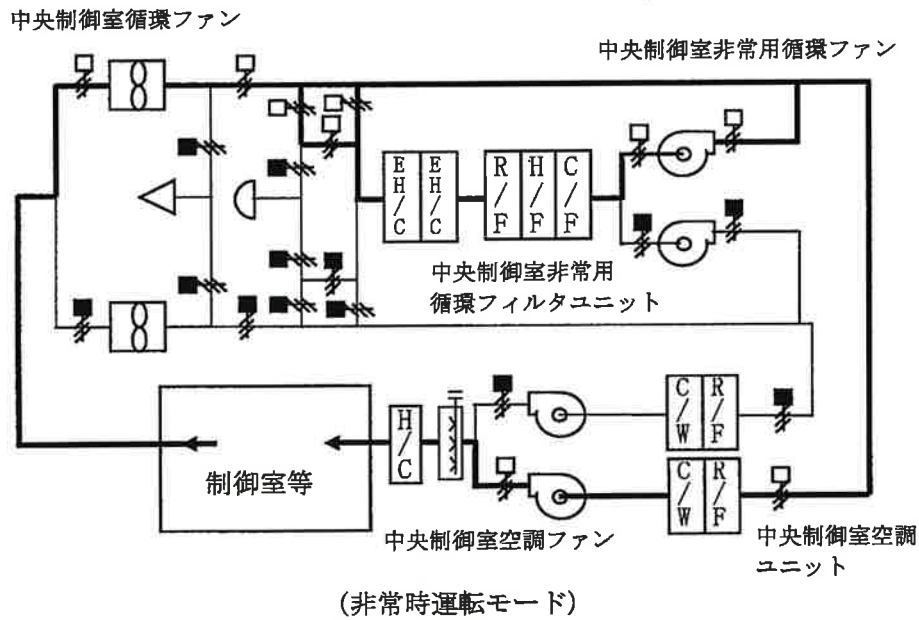 中央制御室循環ファン
中央制御室非常用循環ファン
EH/C
EH/C
R/F
H/F
C/F
中央制御室非常用
循環フィルタユニット
C/W
R/F
H/C
制御室等
C/W
R/F
中央制御室空調ファン
中央制御室空調
ユニット
(非常時運転モード)